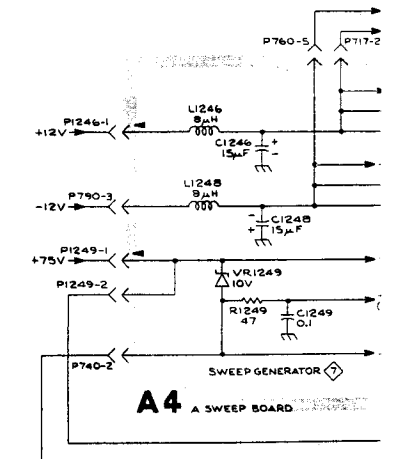 P760-5
P717-2
P1246-1
+12V
L1246
8µH
C1246
15µF
+
-
P790-3
-12V
L1248
8µH
-
+
C1248
15µF
P1249-1
+75V
P1249-2
VR1249
10V
R1249
47
C1249
0.1
P740-2
SWEEP GENERATOR 7
A4 A SWEEP BOARD